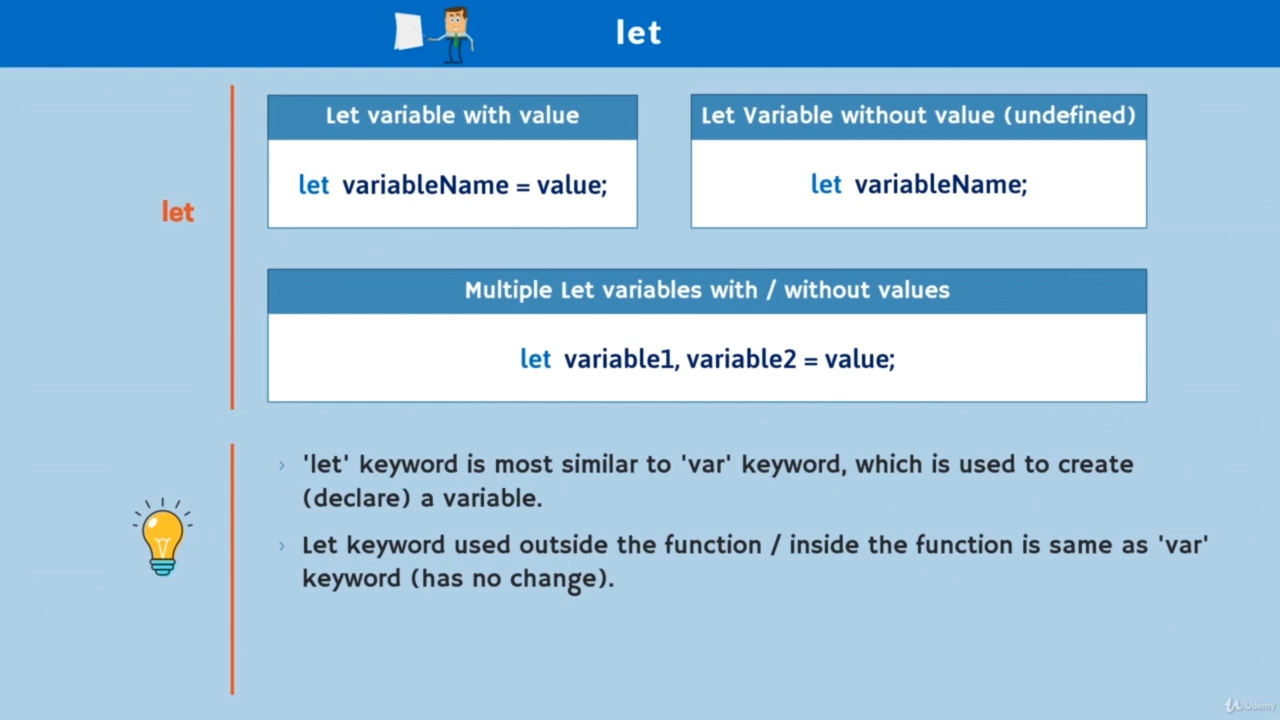 let
Let variable with value
let variableName = value;
Let Variable without value (undefined)
let variableName;
let
Multiple Let variables with / without values
let variable1, variable2 = value;
› 'let' keyword is most similar to 'var' keyword, which is used to create
(declare) a variable.
› Let keyword used outside the function / inside the function is same as 'var'
keyword (has no change).
Udemy